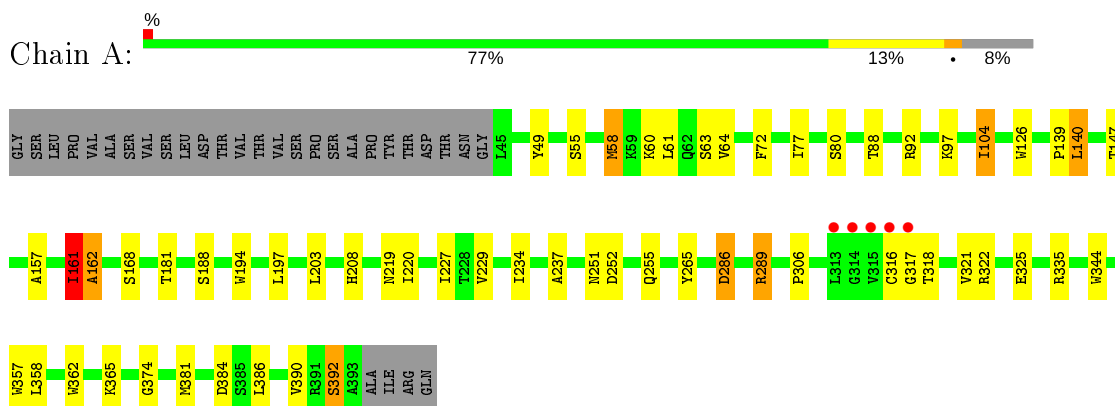 %
Chain A:
77% 13% • 8%
GLY SER LEU PRO VAL ALA SER VAL SER LEU ASP THR VAL THR VAL SER PRO SER ALA PRO TYR THR THR ASP THR ASN GLY L45 Y49 S55 M58 K59 K60 L61 Q62 S63 V64 F72 I77 S80 T88 R92 K97 I104 W126 P139 L140 T147
A157 I161 A162 S168 T181 S188 W194 L197 L203 H208 N219 I220 I227 T228 V229 I234 A237 N251 D252 Q255 Y265 D286 R289 P306 L313 G314 V315 C316 G317 T318 V321 R322 E325 R335 W344
W357 L358 W362 K365 G374 M381 D384 S385 L386 V390 R391 S392 A393 ALA ILE ARG GLN